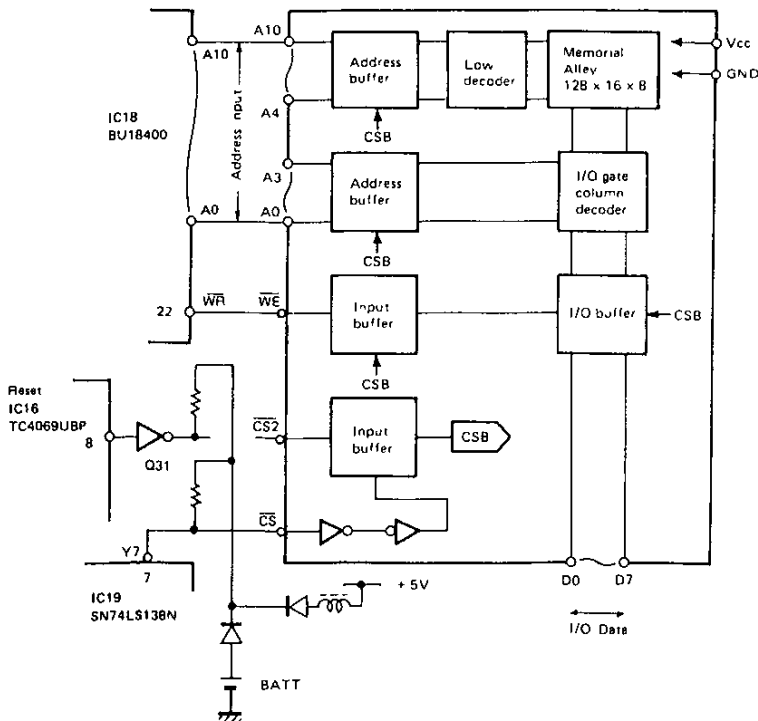 A10
A10
Address buffer
Low decoder
Memorial Alley 128 x 16 x 8
Vcc
GND
IC18
BU18400
Address Input
A4
CSB
A3
Address buffer
I/O gate column decoder
A0
A0
CSB
22
WR
WE
Input buffer
I/O buffer
CSB
CSB
Reset
IC16
TC4069UBP
8
Q31
CS2
Input buffer
CSB
CS
Y7
7
IC19
SN74LS138N
+5V
D0
D7
I/O Date
BATT